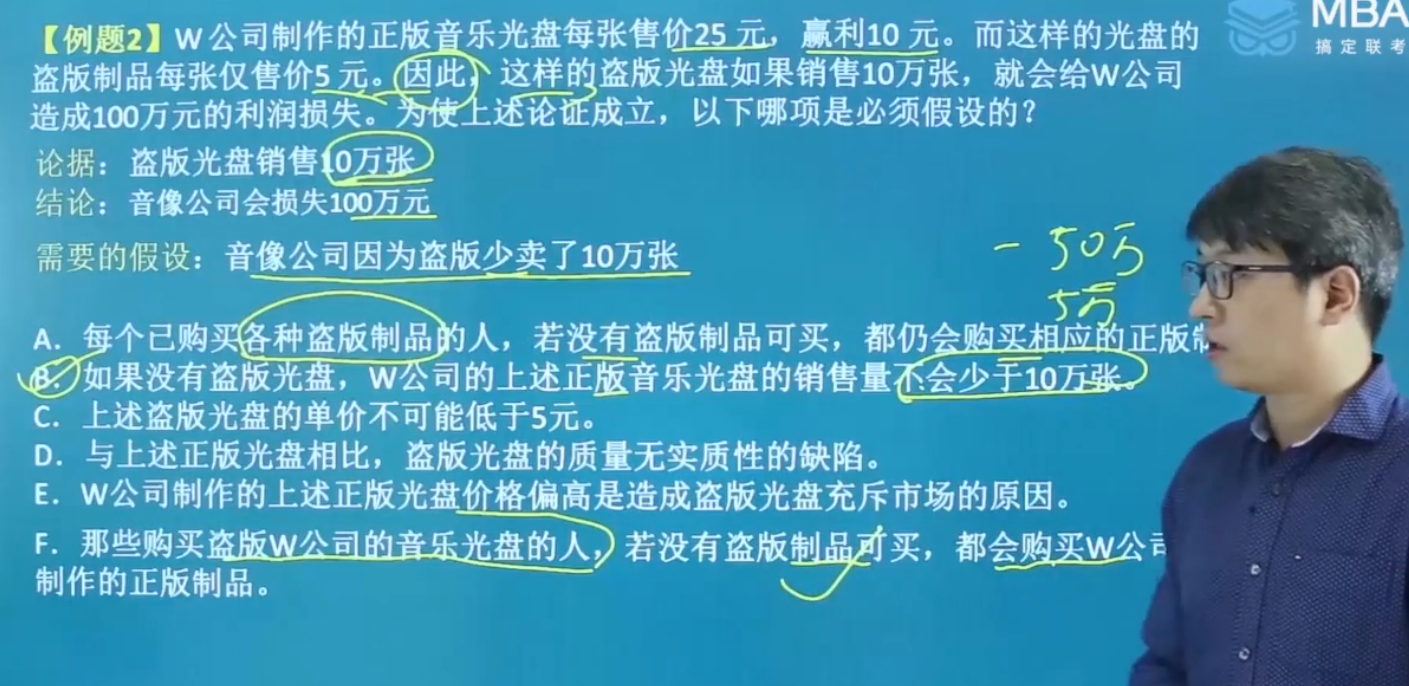 MBA
搞定联考
【例题2】W公司制作的正版音乐光盘每张售价25元，赢利10元。而这样的光盘的
盗版制品每张仅售价5元。因此，这样的盗版光盘如果销售10万张，就会给W公司
造成100万元的利润损失。为使上述论证成立，以下哪项是必须假设的？
论据：盗版光盘销售10万张
结论：音像公司会损失100万元
需要的假设：音像公司因为盗版少卖了10万张
- 50万
5万
A．每个已购买各种盗版制品的人，若没有盗版制品可买，都仍会购买相应的正版
B．如果没有盗版光盘，W公司的上述正版音乐光盘的销售量不会少于10万张。
C．上述盗版光盘的单价不可能低于5元。
D．与上述正版光盘相比，盗版光盘的质量无实质性的缺陷。
E．W公司制作的上述正版光盘价格偏高是造成盗版光盘充斥市场的原因。
F．那些购买盗版W公司的音乐光盘的人，若没有盗版制品可买，都会购买W公司
制作的正版制品。